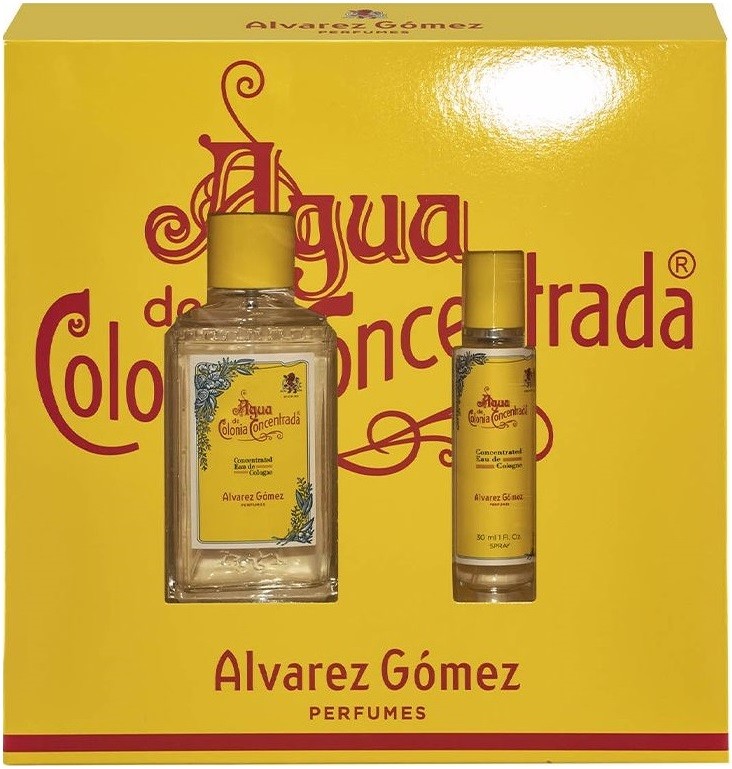 Alvarez Gómez
PERFUMES
Agua
de
Colonia Concentrada®
Agua
de
Colonia Concentrada®
Concentrated
Eau de
Cologne
Alvarez Gómez
PERFUMES
Agua
de
Colonia Concentrada
Concentrated
Eau de
Cologne
Alvarez Gómez
PERFUMES
30 ml 1 Fl. Oz.
SPRAY
Alvarez Gómez
PERFUMES